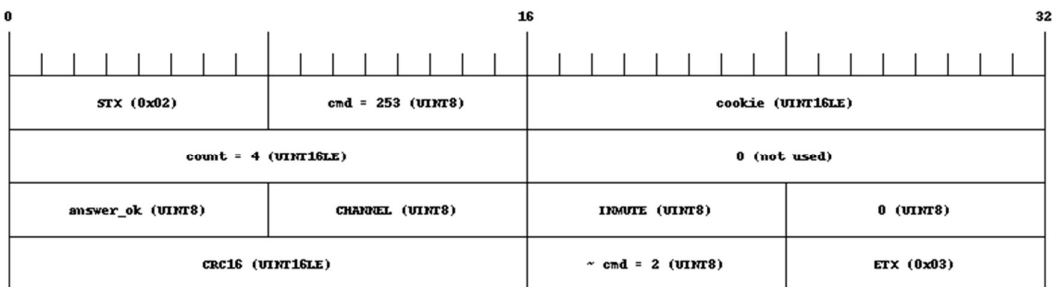 0 16 32
STX (0x02) cmd = 253 (UINT8) cookie (UINT16LE)
count = 4 (UINT16LE) 0 (not used)
answer_ok (UINT8) CHANNEL (UINT8) INMUTE (UINT8) 0 (UINT8)
CRC16 (UINT16LE) ~ cmd = 2 (UINT8) ETX (0x03)